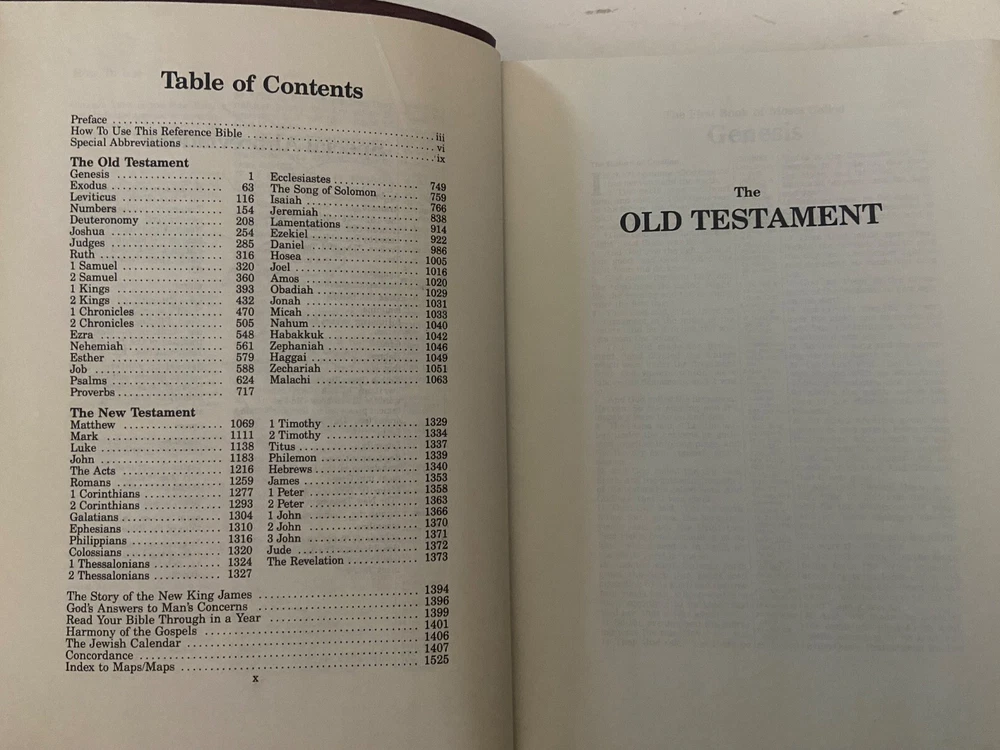 Table of Contents
Preface ........ iii
How To Use This Reference Bible ........ vi
Special Abbreviations ........ ix
The Old Testament
Genesis ........ 1
Exodus ........ 63
Leviticus ........ 116
Numbers ........ 154
Deuteronomy ........ 208
Joshua ........ 254
Judges ........ 285
Ruth ........ 316
1 Samuel ........ 320
2 Samuel ........ 360
1 Kings ........ 393
2 Kings ........ 432
1 Chronicles ........ 470
2 Chronicles ........ 505
Ezra ........ 548
Nehemiah ........ 561
Esther ........ 579
Job ........ 588
Psalms ........ 624
Proverbs ........ 717
Ecclesiastes ........ 749
The Song of Solomon ........ 759
Isaiah ........ 766
Jeremiah ........ 838
Lamentations ........ 914
Ezekiel ........ 922
Daniel ........ 986
Hosea ........ 1005
Joel ........ 1016
Amos ........ 1020
Obadiah ........ 1029
Jonah ........ 1031
Micah ........ 1033
Nahum ........ 1040
Habakkuk ........ 1042
Zephaniah ........ 1046
Haggai ........ 1049
Zechariah ........ 1051
Malachi ........ 1063
The New Testament
Matthew ........ 1069
Mark ........ 1111
Luke ........ 1138
John ........ 1183
The Acts ........ 1216
Romans ........ 1259
1 Corinthians ........ 1277
2 Corinthians ........ 1293
Galatians ........ 1304
Ephesians ........ 1310
Philippians ........ 1316
Colossians ........ 1320
1 Thessalonians ........ 1324
2 Thessalonians ........ 1327
1 Timothy ........ 1329
2 Timothy ........ 1334
Titus ........ 1337
Philemon ........ 1339
Hebrews ........ 1340
James ........ 1353
1 Peter ........ 1358
2 Peter ........ 1363
1 John ........ 1366
2 John ........ 1370
3 John ........ 1371
Jude ........ 1372
The Revelation ........ 1373
The Story of the New King James ........ 1394
God's Answers to Man's Concerns ........ 1396
Read Your Bible Through in a Year ........ 1399
Harmony of the Gospels ........ 1401
The Jewish Calendar ........ 1406
Concordance ........ 1407
Index to Maps/Maps ........ 1525
x
Genesis
The
OLD TESTAMENT